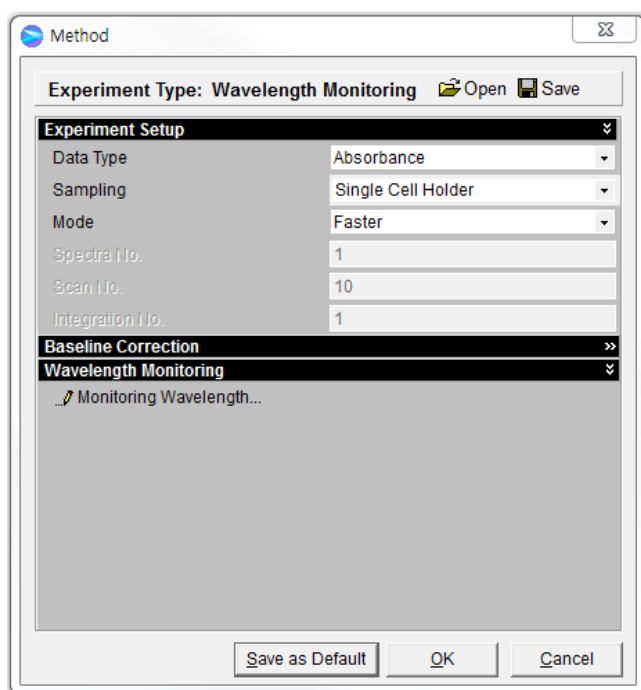 Method
Experiment Type: Wavelength Monitoring Open Save
Experiment Setup
Data Type Absorbance
Sampling Single Cell Holder
Mode Faster
Spectra No. 1
Scan No. 10
Integration No. 1
Baseline Correction
Wavelength Monitoring
Monitoring Wavelength...
Save as Default OK Cancel